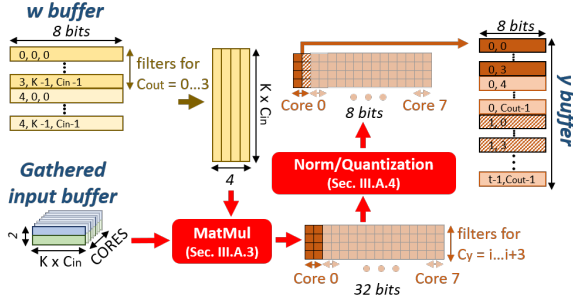 w buffer
8 bits
0, 0, 0
3, K-1, Cin-1
4, 0, 0
4, K-1, Cin-1
filters for
Cout = 0...3
K x Cin
4
Core 0
Core 7
8 bits
8 bits
0, 0
0, 3
0, 4
0, Cout-1
1, 0
1, 3
t-1, Cout-1
y buffer
Norm/Quantization
(Sec. III.A.4)
Gathered
input buffer
2
K x Cin
CORES
MatMul
(Sec. III.A.3)
filters for
Cy = i...i+3
Core 0
Core 7
32 bits